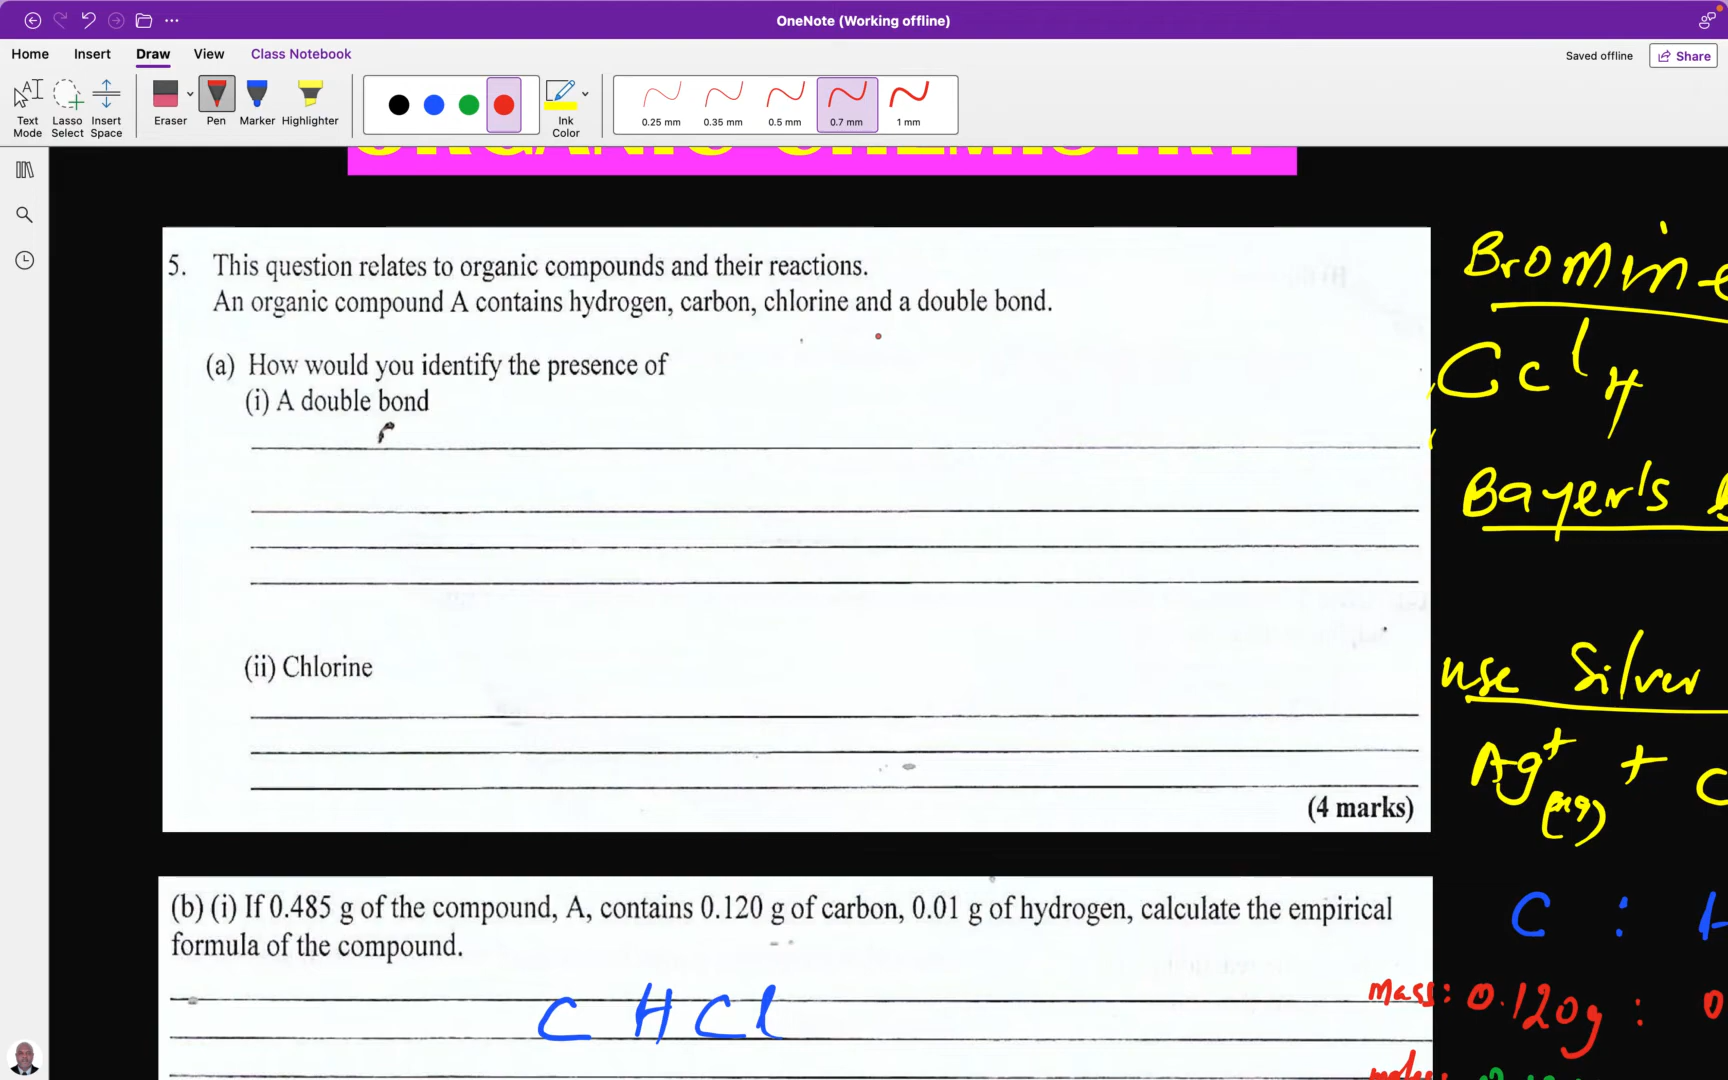 OneNote (Working offline)
Home Insert Draw View Class Notebook
Saved offline
Share
Text Mode
Lasso Select
Insert Space
Eraser
Pen
Marker
Highlighter
Ink Color
0.25 mm
0.35 mm
0.5 mm
0.7 mm
1 mm
ORGANIC CHEMISTRY
5. This question relates to organic compounds and their reactions.
An organic compound A contains hydrogen, carbon, chlorine and a double bond.
(a) How would you identify the presence of
(i) A double bond
(ii) Chlorine
(4 marks)
Bromine
CCl4
Bayer's
use Silver
Ag+ (aq) + C
(b) (i) If 0.485 g of the compound, A, contains 0.120 g of carbon, 0.01 g of hydrogen, calculate the empirical
formula of the compound.
C H Cl
C : H
mass: 0.120g : 0